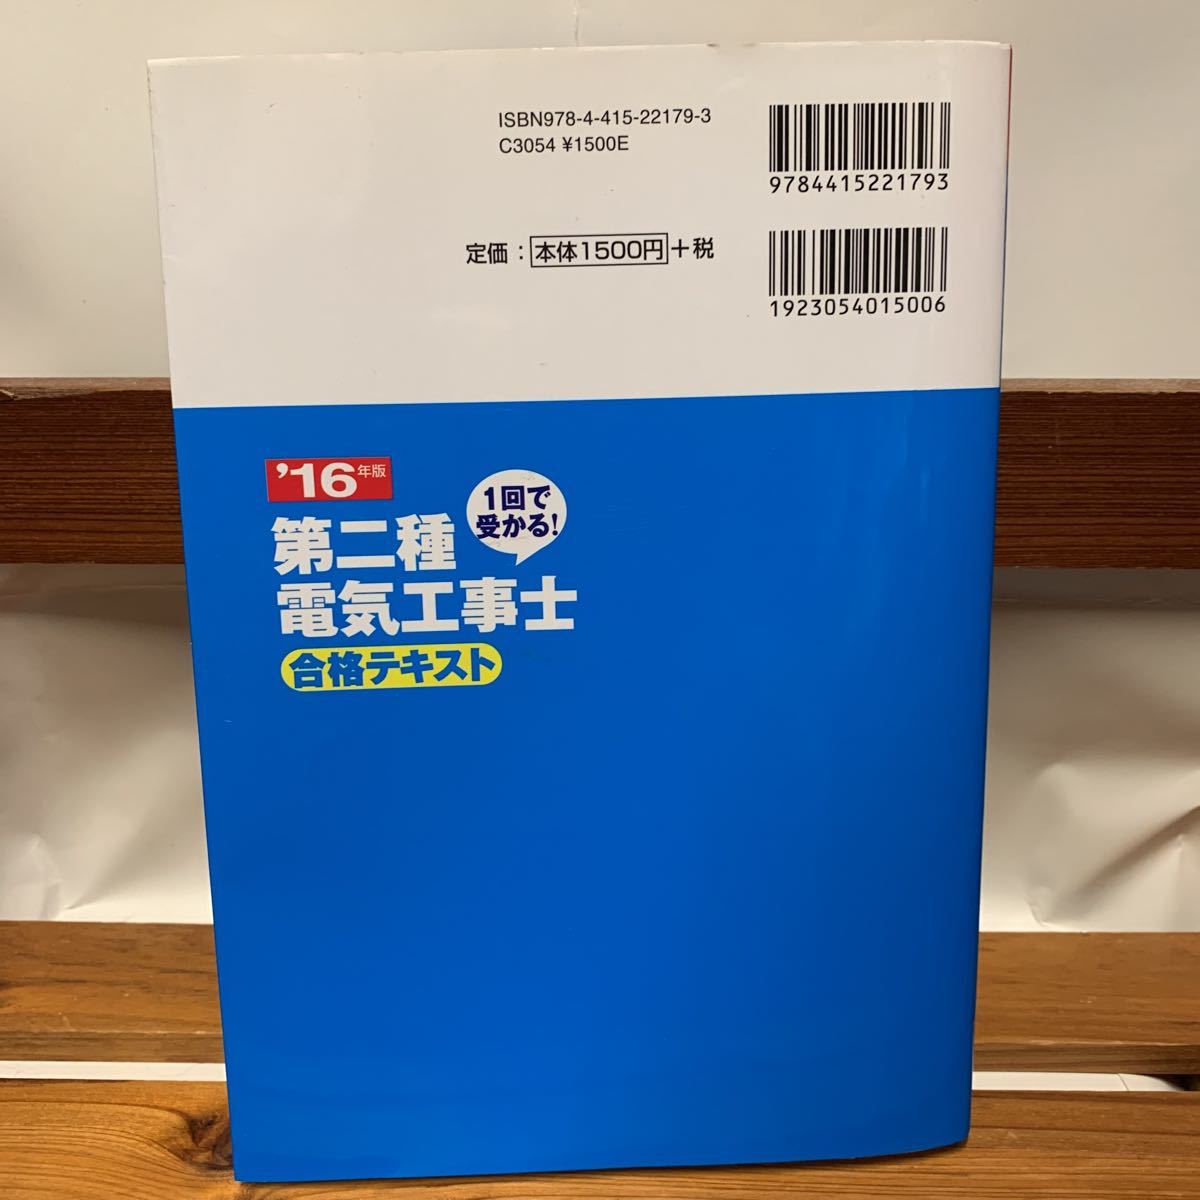 ISBN978-4-415-22179-3
C3054 ¥1500E
9784415221793
定価：本体1500円＋税
1923054015006
'16年版
1回で
受かる!
第二種
電気工事士
合格テキスト